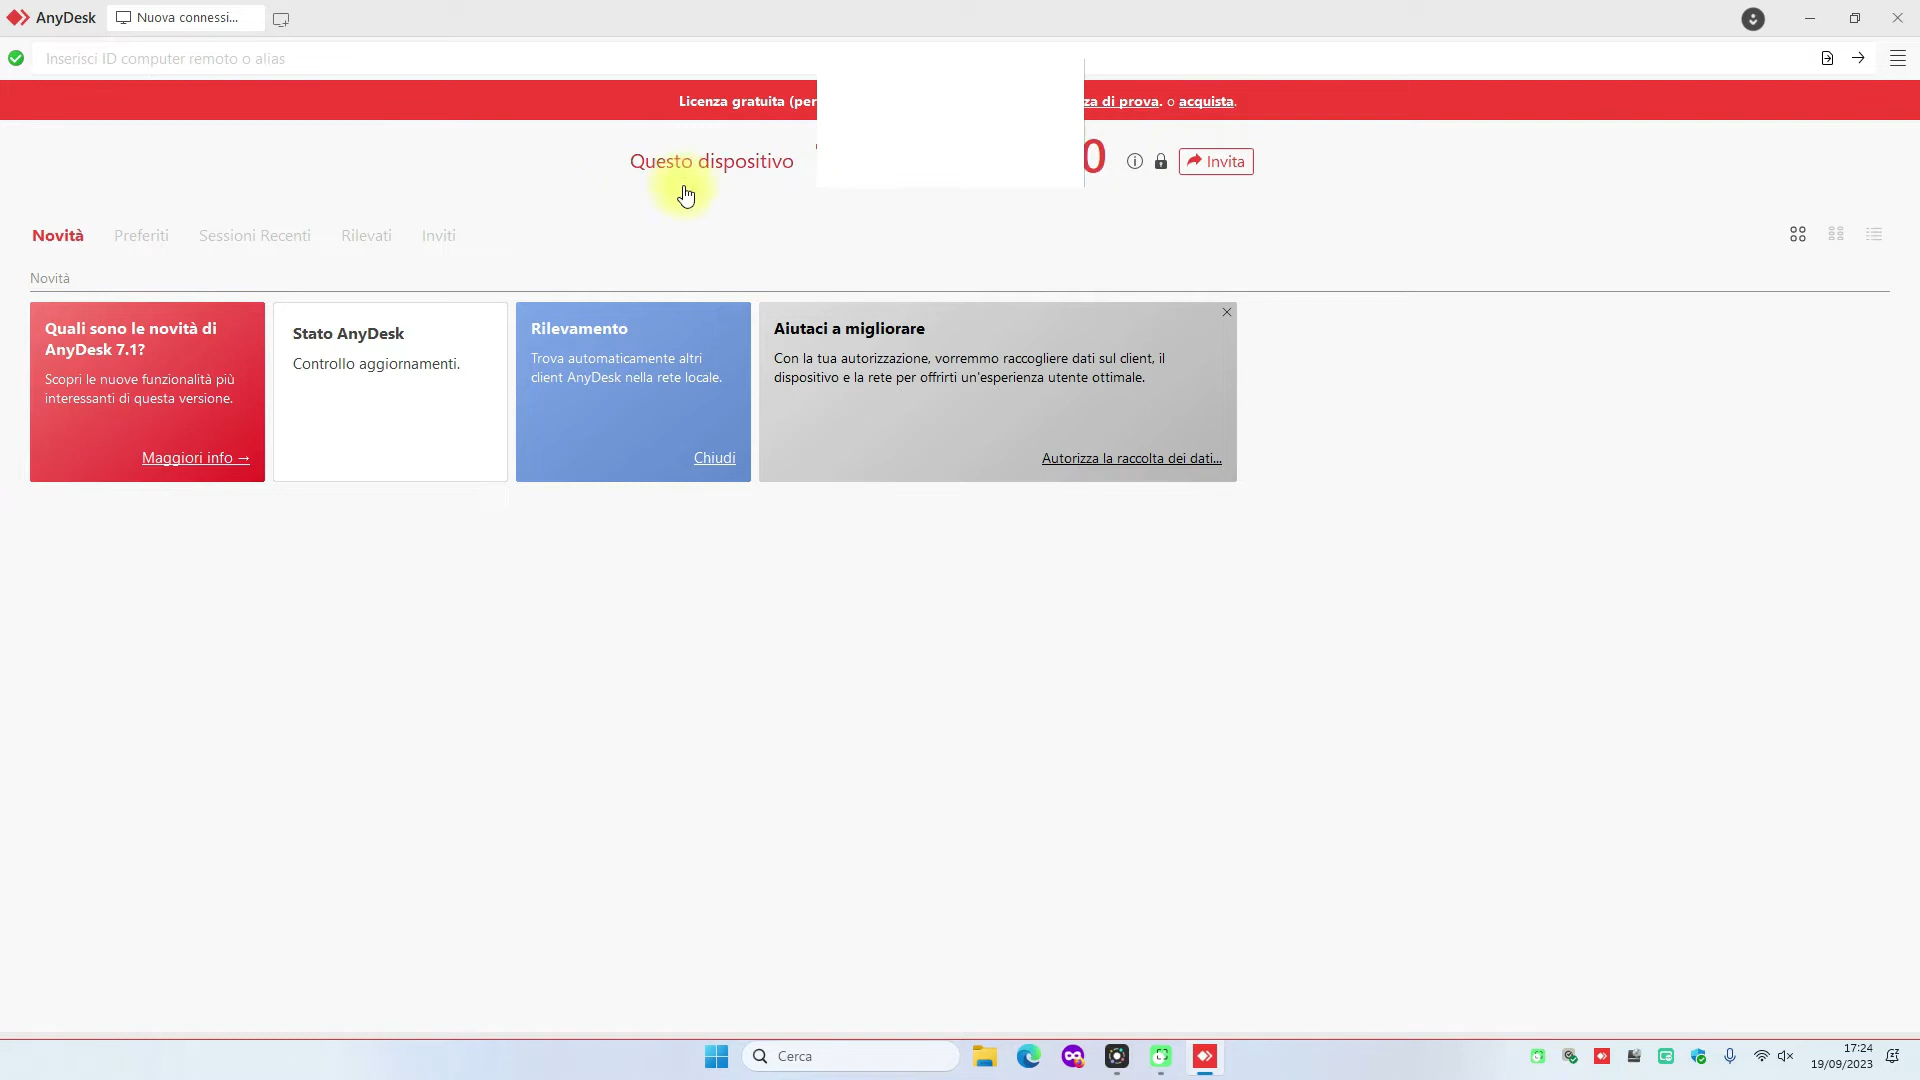 AnyDesk
Nuova connessi...
Inserisci ID computer remoto o alias
Licenza gratuita (per
za di prova. o acquista.
Questo dispositivo
0
Invita
Novità
Preferiti
Sessioni Recenti
Rilevati
Inviti
Novità
Quali sono le novità di
AnyDesk 7.1?
Scopri le nuove funzionalità più
interessanti di questa versione.
Maggiori info →
Stato AnyDesk
Controllo aggiornamenti.
Rilevamento
Trova automaticamente altri
client AnyDesk nella rete locale.
Chiudi
Aiutaci a migliorare
Con la tua autorizzazione, vorremmo raccogliere dati sul client, il
dispositivo e la rete per offrirti un'esperienza utente ottimale.
Autorizza la raccolta dei dati...
Cerca
17:24
19/09/2023